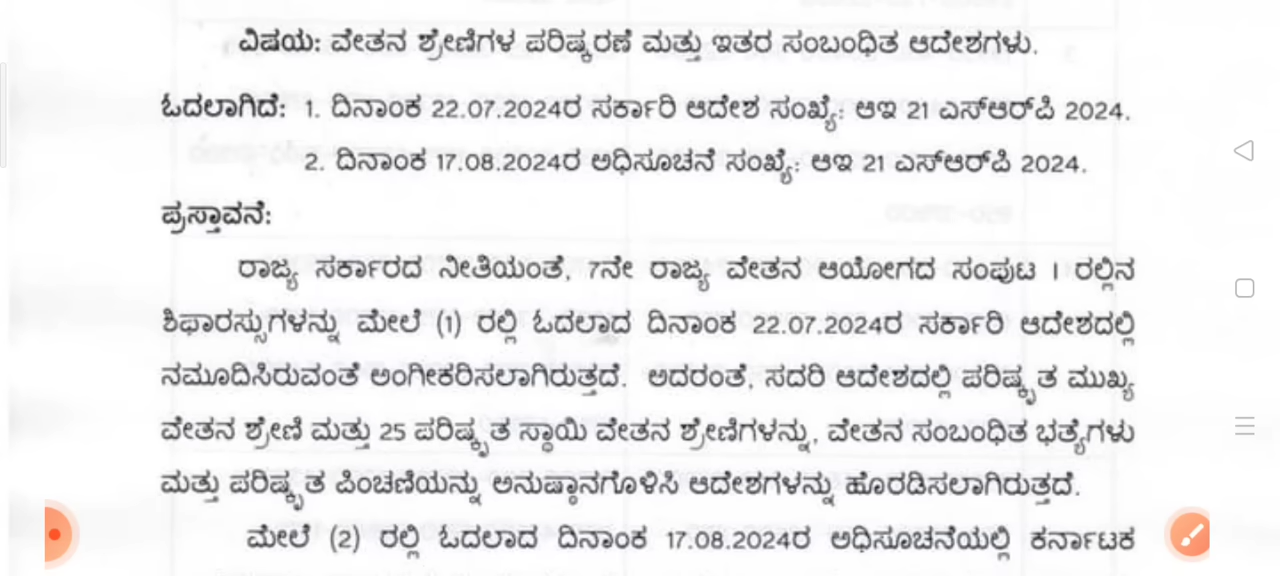 ವಿಷಯ: ವೇತನ ಶ್ರೇಣಿಗಳ ಪರಿಷ್ಕರಣೆ ಮತ್ತು ಇತರ ಸಂಬಂಧಿತ ಆದೇಶಗಳು.
ಓದಲಾಗಿದೆ: 1. ದಿನಾಂಕ 22.07.2024ರ ಸರ್ಕಾರಿ ಆದೇಶ ಸಂಖ್ಯೆ: ಆಇ 21 ಎಸ್‌ಆರ್‌ಪಿ 2024.
2. ದಿನಾಂಕ 17.08.2024ರ ಅಧಿಸೂಚನೆ ಸಂಖ್ಯೆ: ಆಇ 21 ಎಸ್‌ಆರ್‌ಪಿ 2024.
ಪ್ರಸ್ತಾವನೆ:
ರಾಜ್ಯ ಸರ್ಕಾರದ ನೀತಿಯಂತೆ, 7ನೇ ರಾಜ್ಯ ವೇತನ ಆಯೋಗದ ಸಂಪುಟ I ರಲ್ಲಿನ
ಶಿಫಾರಸ್ಸುಗಳನ್ನು ಮೇಲೆ (1) ರಲ್ಲಿ ಓದಲಾದ ದಿನಾಂಕ 22.07.2024ರ ಸರ್ಕಾರಿ ಆದೇಶದಲ್ಲಿ
ನಮೂದಿಸಿರುವಂತೆ ಅಂಗೀಕರಿಸಲಾಗಿರುತ್ತದೆ. ಅದರಂತೆ, ಸದರಿ ಆದೇಶದಲ್ಲಿ ಪರಿಷ್ಕೃತ ಮುಖ್ಯ
ವೇತನ ಶ್ರೇಣಿ ಮತ್ತು 25 ಪರಿಷ್ಕೃತ ಸ್ಥಾಯಿ ವೇತನ ಶ್ರೇಣಿಗಳನ್ನು, ವೇತನ ಸಂಬಂಧಿತ ಭತ್ಯೆಗಳು
ಮತ್ತು ಪರಿಷ್ಕೃತ ಪಿಂಚಣಿಯನ್ನು ಅನುಷ್ಠಾನಗೊಳಿಸಿ ಆದೇಶಗಳನ್ನು ಹೊರಡಿಸಲಾಗಿರುತ್ತದೆ.
ಮೇಲೆ (2) ರಲ್ಲಿ ಓದಲಾದ ದಿನಾಂಕ 17.08.2024ರ ಅಧಿಸೂಚನೆಯಲ್ಲಿ ಕರ್ನಾಟಕ